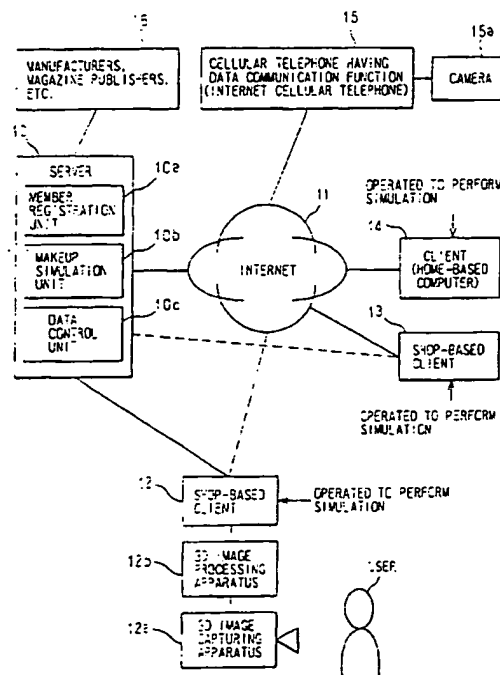 16
MANUFACTURERS,
MAGAZINE PUBLISHERS,
ETC.
15
CELLULAR TELEPHONE HAVING
DATA COMMUNICATION FUNCTION
(INTERNET CELLULAR TELEPHONE)
15a
CAMERA
10
SERVER
10a
MEMBER
REGISTRATION
UNIT
10b
MAKEUP
SIMULATION
UNIT
10c
DATA
CONTROL
UNIT
11
INTERNET
OPERATED TO PERFORM
SIMULATION
14
CLIENT
(HOME-BASED
COMPUTER)
13
SHOP-BASED
CLIENT
OPERATED TO PERFORM
SIMULATION
12
SHOP-BASED
CLIENT
OPERATED TO PERFORM
SIMULATION
12b
3D IMAGE
PROCESSING
APPARATUS
12a
3D IMAGE
CAPTURING
APPARATUS
USER